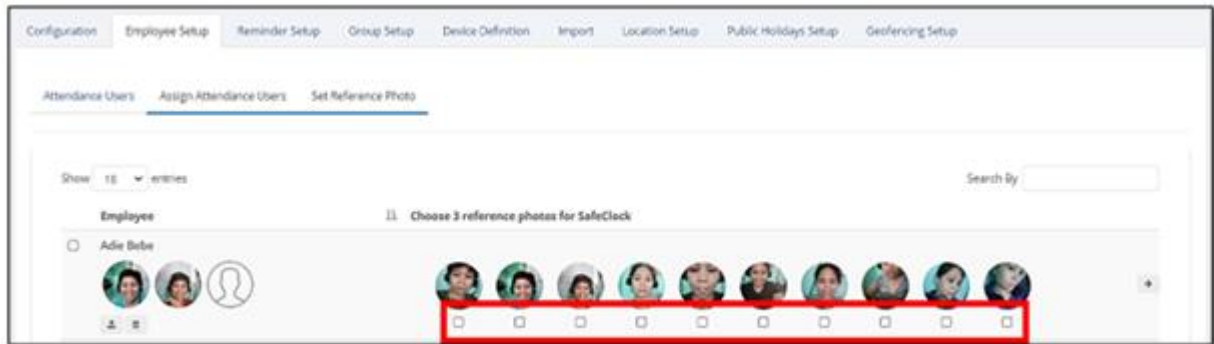 Configuration Employee Setup Reminder Setup Group Setup Device Definition Import Location Setup Public Holidays Setup Geofencing Setup
Attendance Users Assign Attendance Users Set Reference Photo
Show 10 entries Search By
Employee Choose 3 reference photos for SafeClock
Adie Bebe